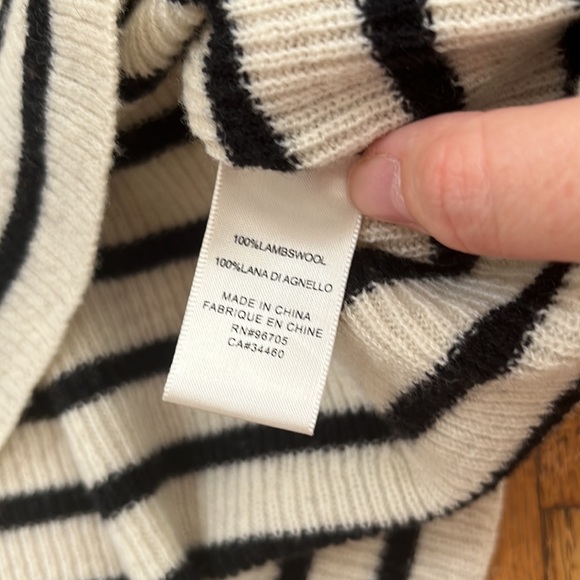 100%LAMBSWOOL
100%LANA DI AGNELLO
MADE IN CHINA
FABRIQUE EN CHINE
RN#96705
CA#34460